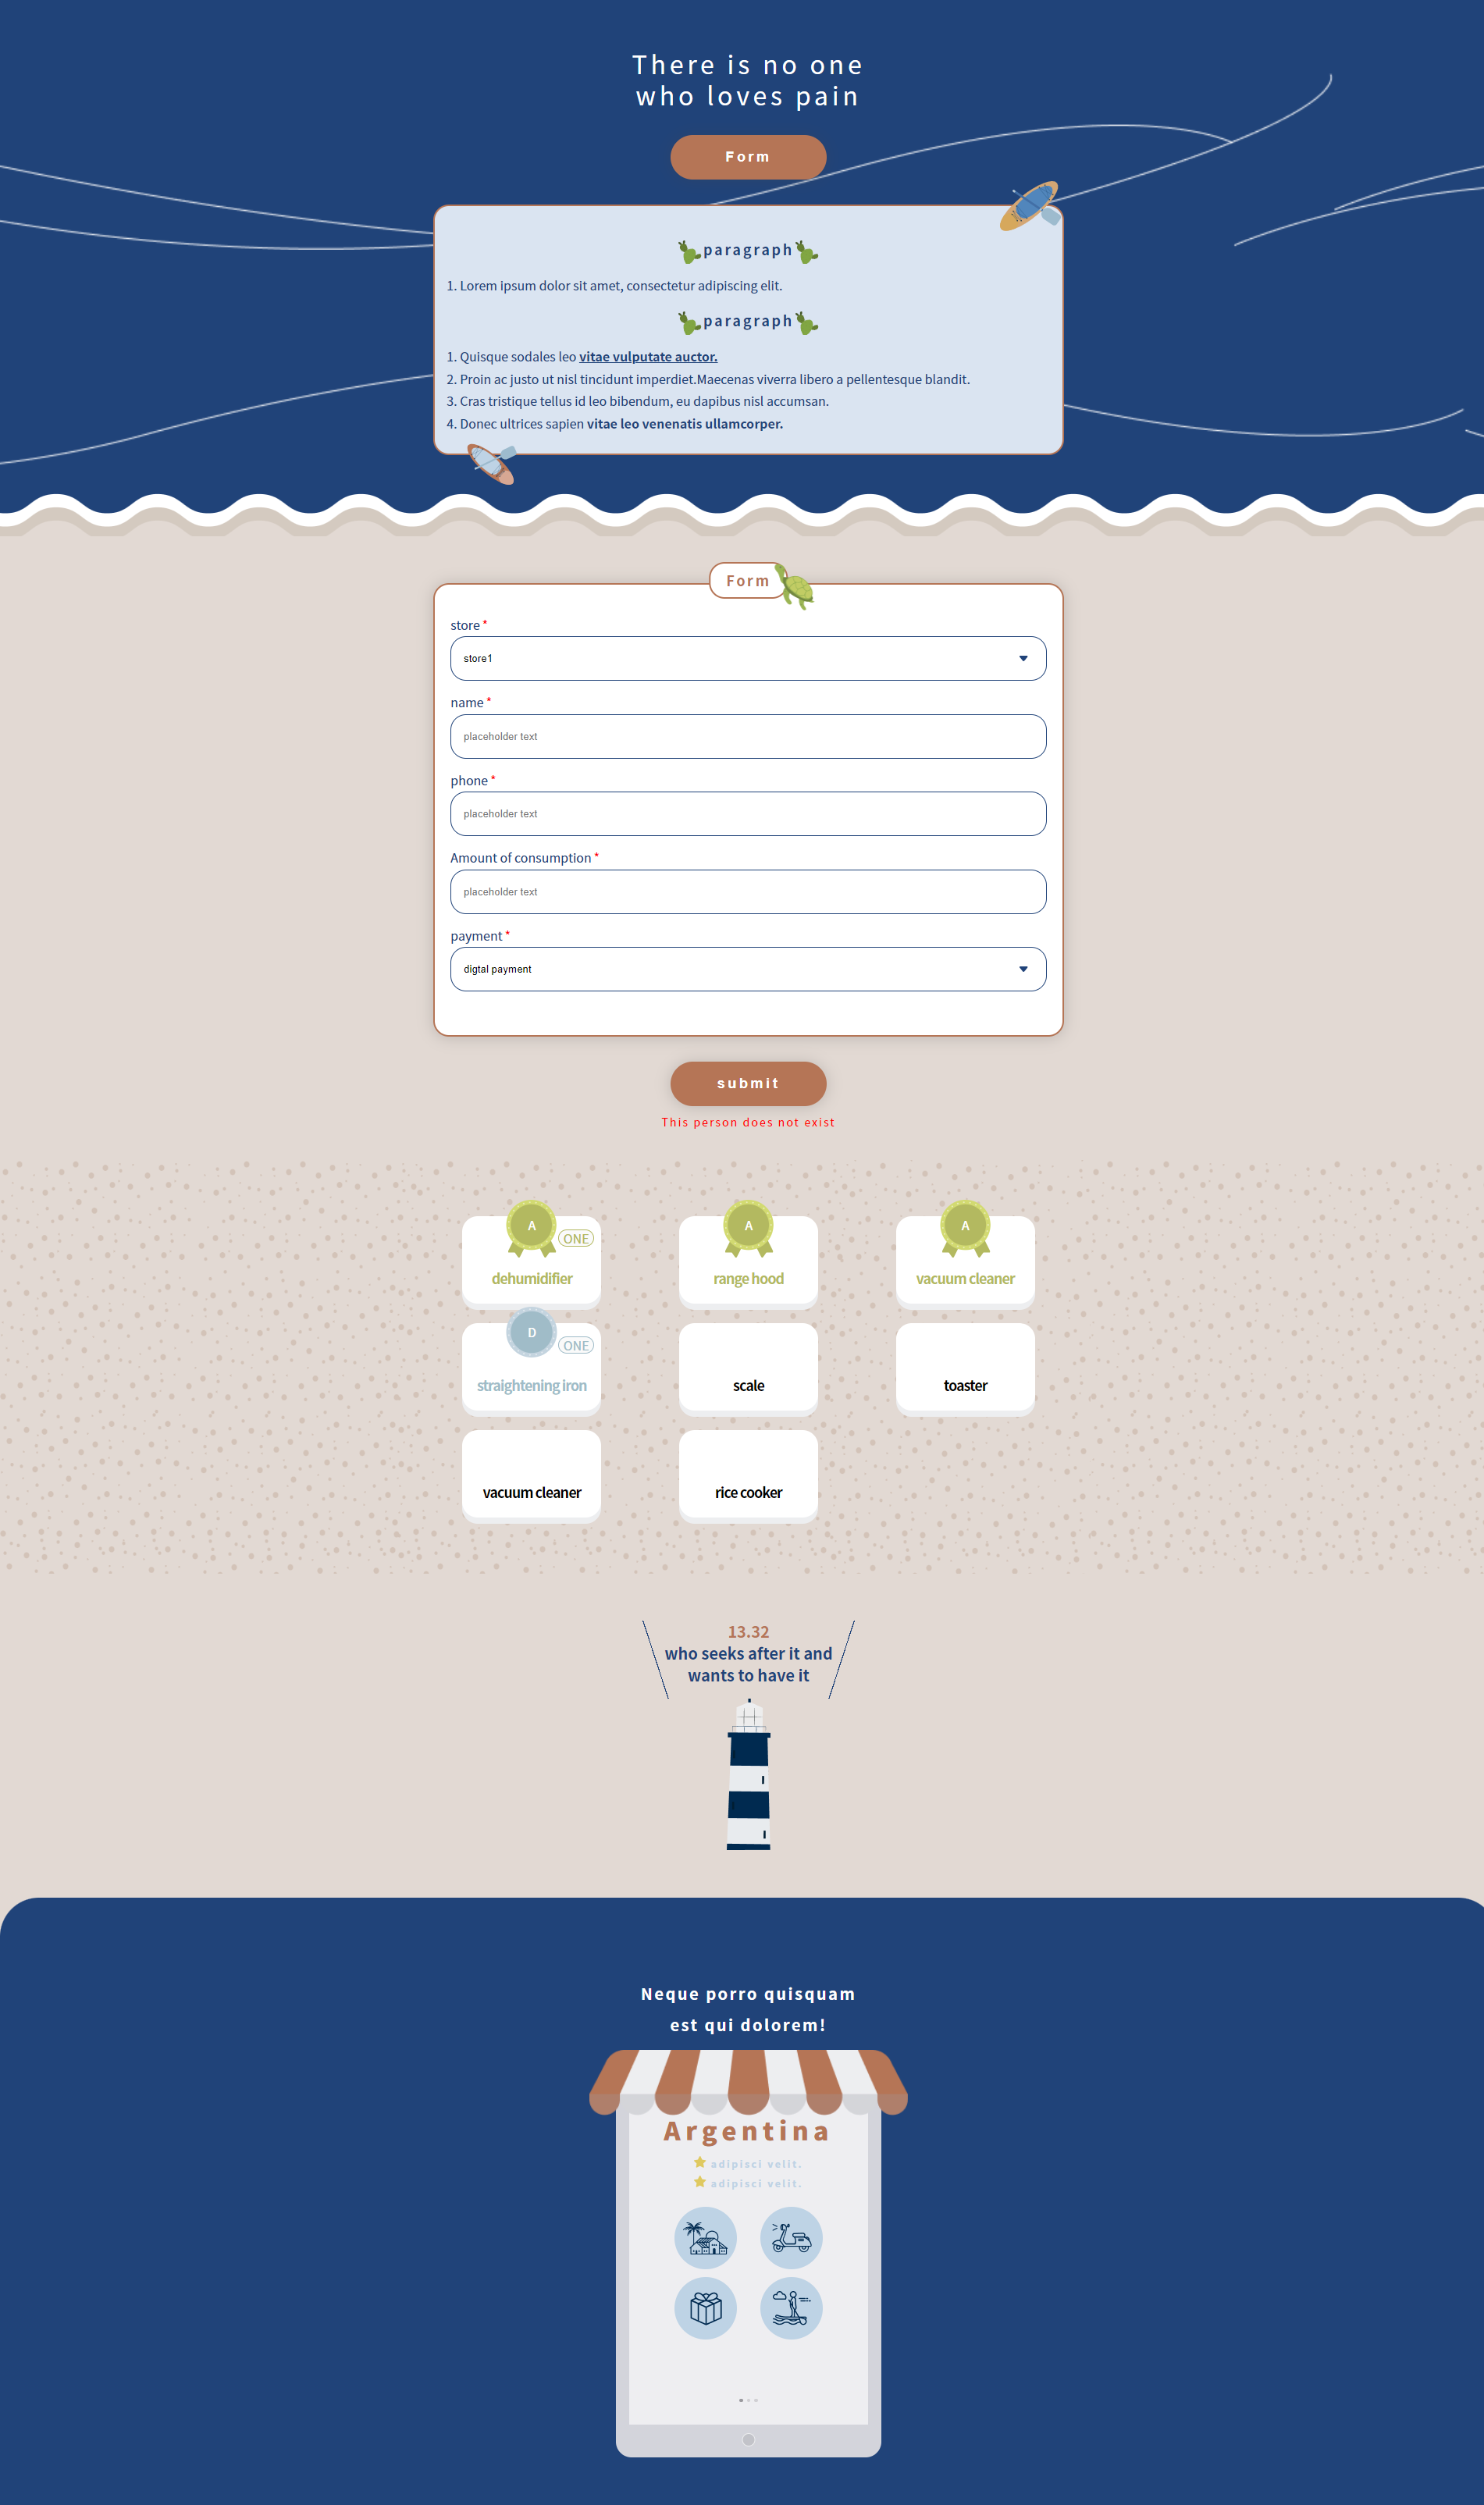 There is no one
who loves pain
Form
paragraph
1. Lorem ipsum dolor sit amet, consectetur adipiscing elit.
paragraph
1. Quisque sodales leo vitae vulputate auctor.
2. Proin ac justo ut nisl tincidunt imperdiet.Maecenas viverra libero a pellentesque blandit.
3. Cras tristique tellus id leo bibendum, eu dapibus nisl accumsan.
4. Donec ultrices sapien vitae leo venenatis ullamcorper.
Form
store *
store1
name *
placeholder text
phone *
placeholder text
Amount of consumption *
placeholder text
payment *
digtal payment
submit
This person does not exist
A
ONE
dehumidifier
A
range hood
A
vacuum cleaner
D
ONE
straightening iron
scale
toaster
vacuum cleaner
rice cooker
13.32
who seeks after it and
wants to have it
Neque porro quisquam
est qui dolorem!
Argentina
adipisci velit.
adipisci velit.